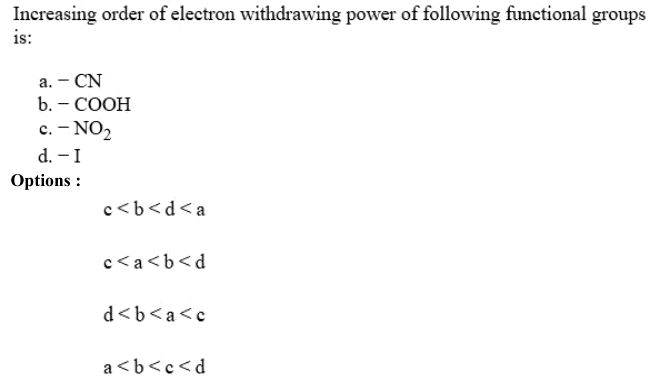 Increasing order of electron withdrawing power of following functional groups
is:
a. − CN
b. − COOH
c. − NO₂
d. − I
Options :
c < b < d < a
c < a < b < d
d < b < a < c
a < b < c < d